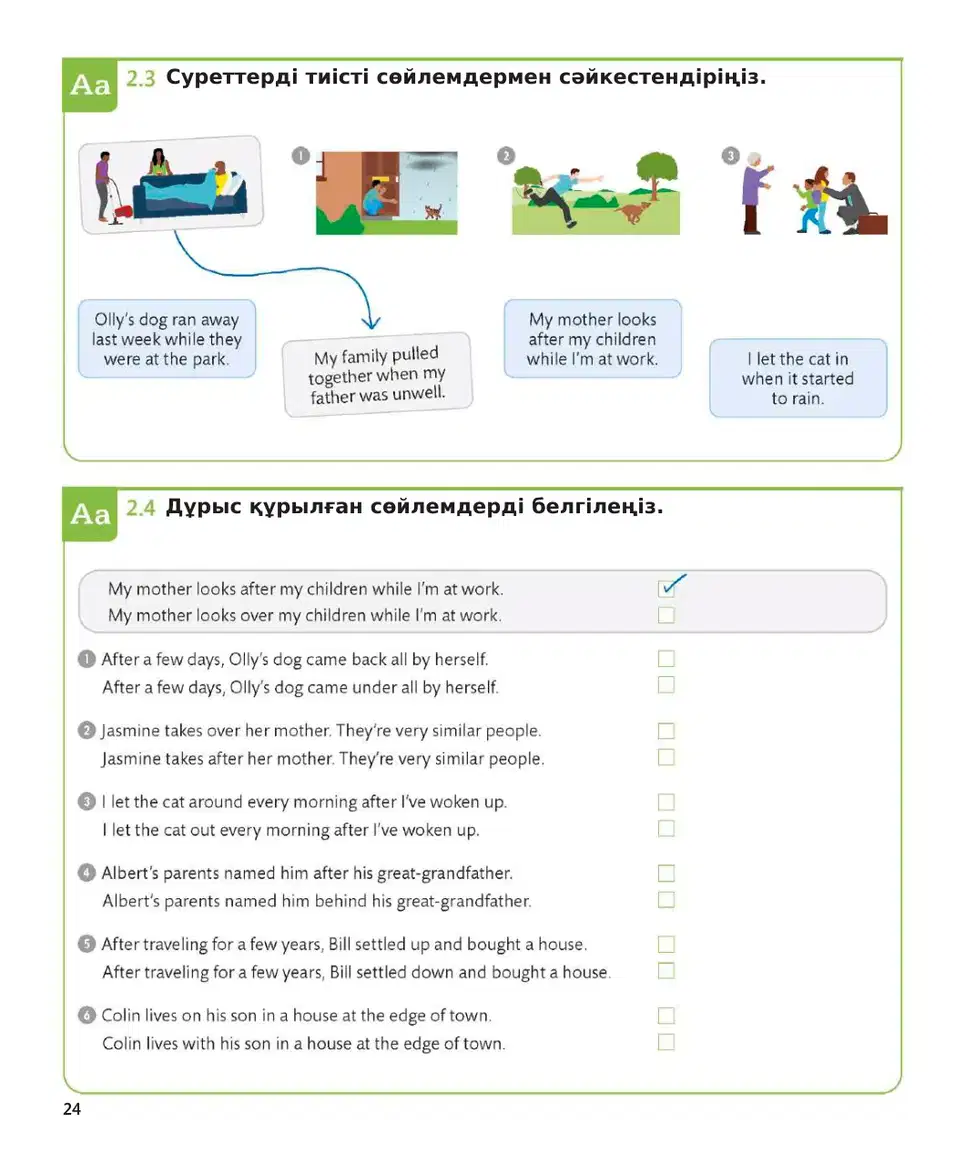 Aa 2.3 Суреттерді тиісті сөйлемдермен сәйкестендіріңіз.
1
2
3
Olly's dog ran away
last week while they
were at the park.
My family pulled
together when my
father was unwell.
My mother looks
after my children
while I'm at work.
I let the cat in
when it started
to rain.
Aa 2.4 Дұрыс құрылған сөйлемдерді белгілеңіз.
My mother looks after my children while I'm at work.
My mother looks over my children while I'm at work.
1 After a few days, Olly's dog came back all by herself.
After a few days, Olly's dog came under all by herself.
2 Jasmine takes over her mother. They're very similar people.
Jasmine takes after her mother. They're very similar people.
3 I let the cat around every morning after I've woken up.
I let the cat out every morning after I've woken up.
4 Albert's parents named him after his great-grandfather.
Albert's parents named him behind his great-grandfather.
5 After traveling for a few years, Bill settled up and bought a house.
After traveling for a few years, Bill settled down and bought a house.
6 Colin lives on his son in a house at the edge of town.
Colin lives with his son in a house at the edge of town.
24